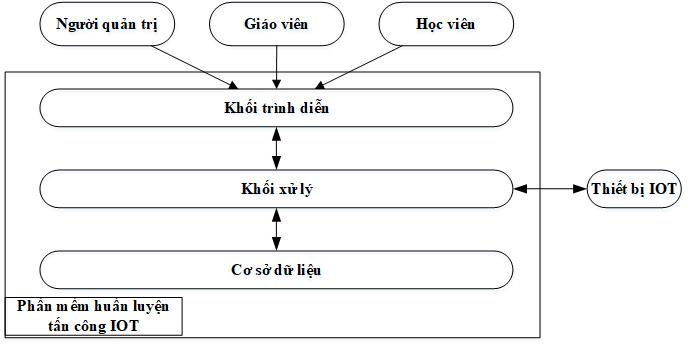 Người quản trị
Giáo viên
Học viên
Khối trình diễn
Khối xử lý
Thiết bị IOT
Cơ sở dữ liệu
Phần mềm huấn luyện
tấn công IOT